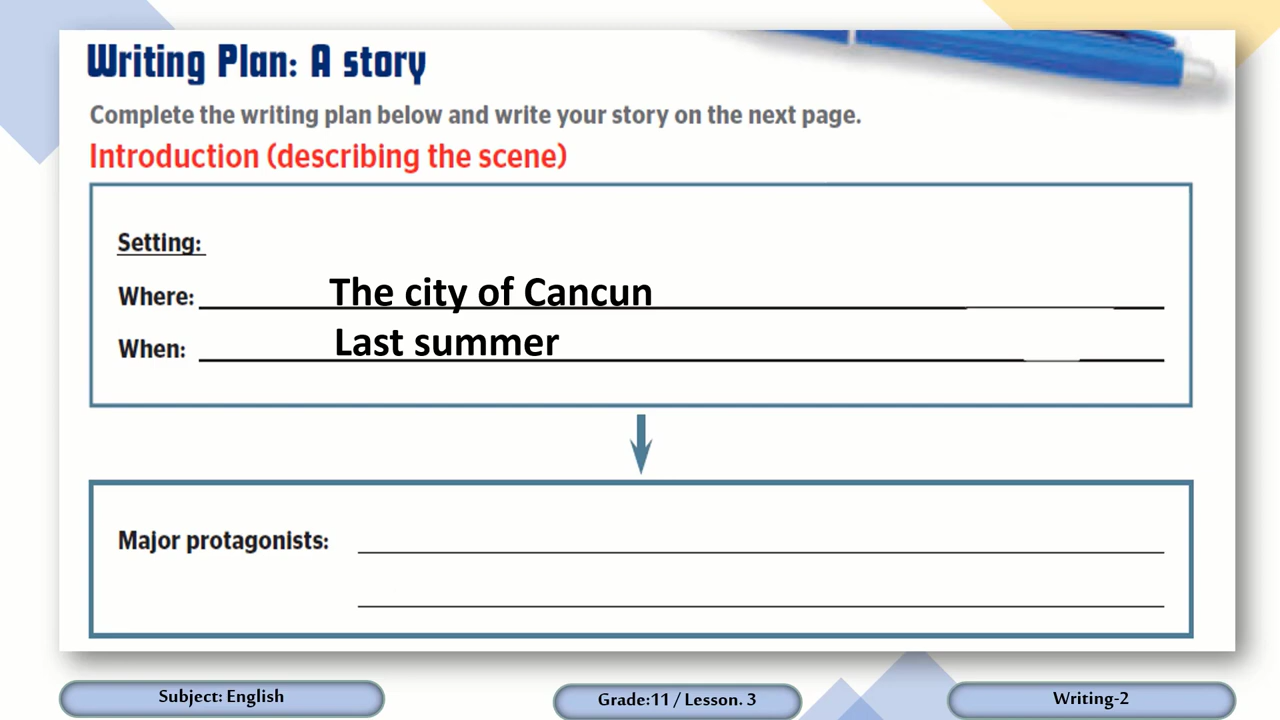 Writing Plan: A story
Complete the writing plan below and write your story on the next page.
Introduction (describing the scene)
Setting:
Where: The city of Cancun
When: Last summer
Major protagonists:
Subject: English
Grade:11 / Lesson. 3
Writing-2